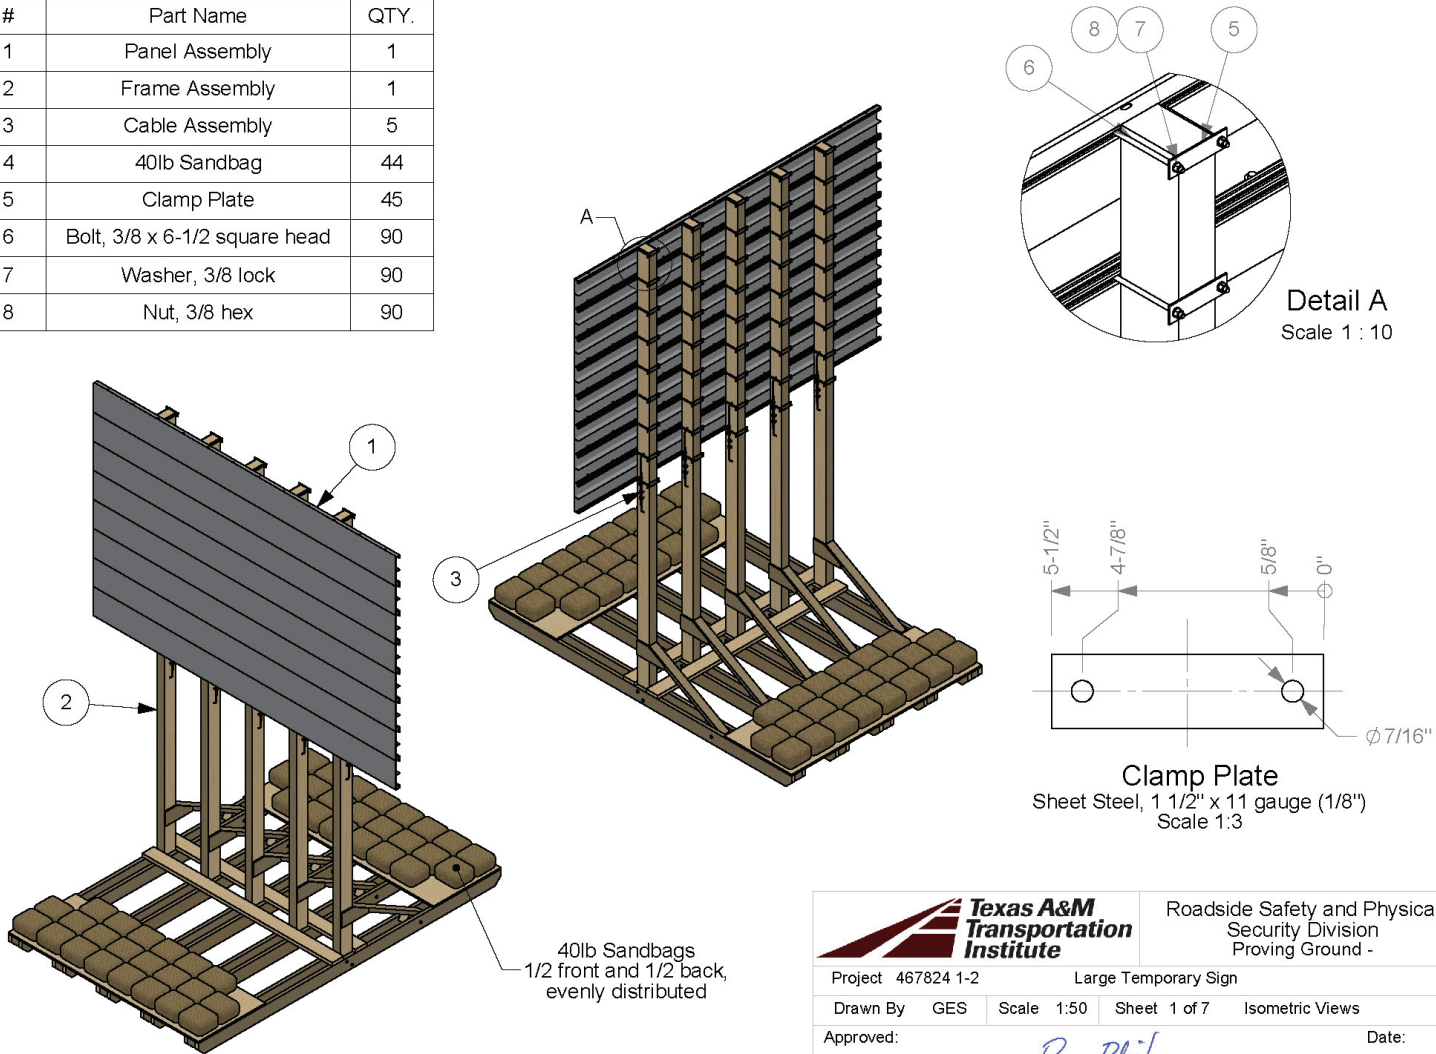 # Part Name QTY.
1 Panel Assembly 1
2 Frame Assembly 1
3 Cable Assembly 5
4 40lb Sandbag 44
5 Clamp Plate 45
6 Bolt, 3/8 x 6-1/2 square head 90
7 Washer, 3/8 lock 90
8 Nut, 3/8 hex 90
8 7 5
6
A
Detail A
Scale 1 : 10
1
3
2
5-1/2" 4-7/8" 5/8" 0"
Ø 7/16"
Clamp Plate
Sheet Steel, 1 1/2" x 11 gauge (1/8")
Scale 1:3
40lb Sandbags
1/2 front and 1/2 back,
evenly distributed
Texas A&M
Transportation
Institute
Roadside Safety and Physica
Security Division
Proving Ground -
Project 467824 1-2 Large Temporary Sign
Drawn By GES Scale 1:50 Sheet 1 of 7 Isometric Views
Approved: Date: